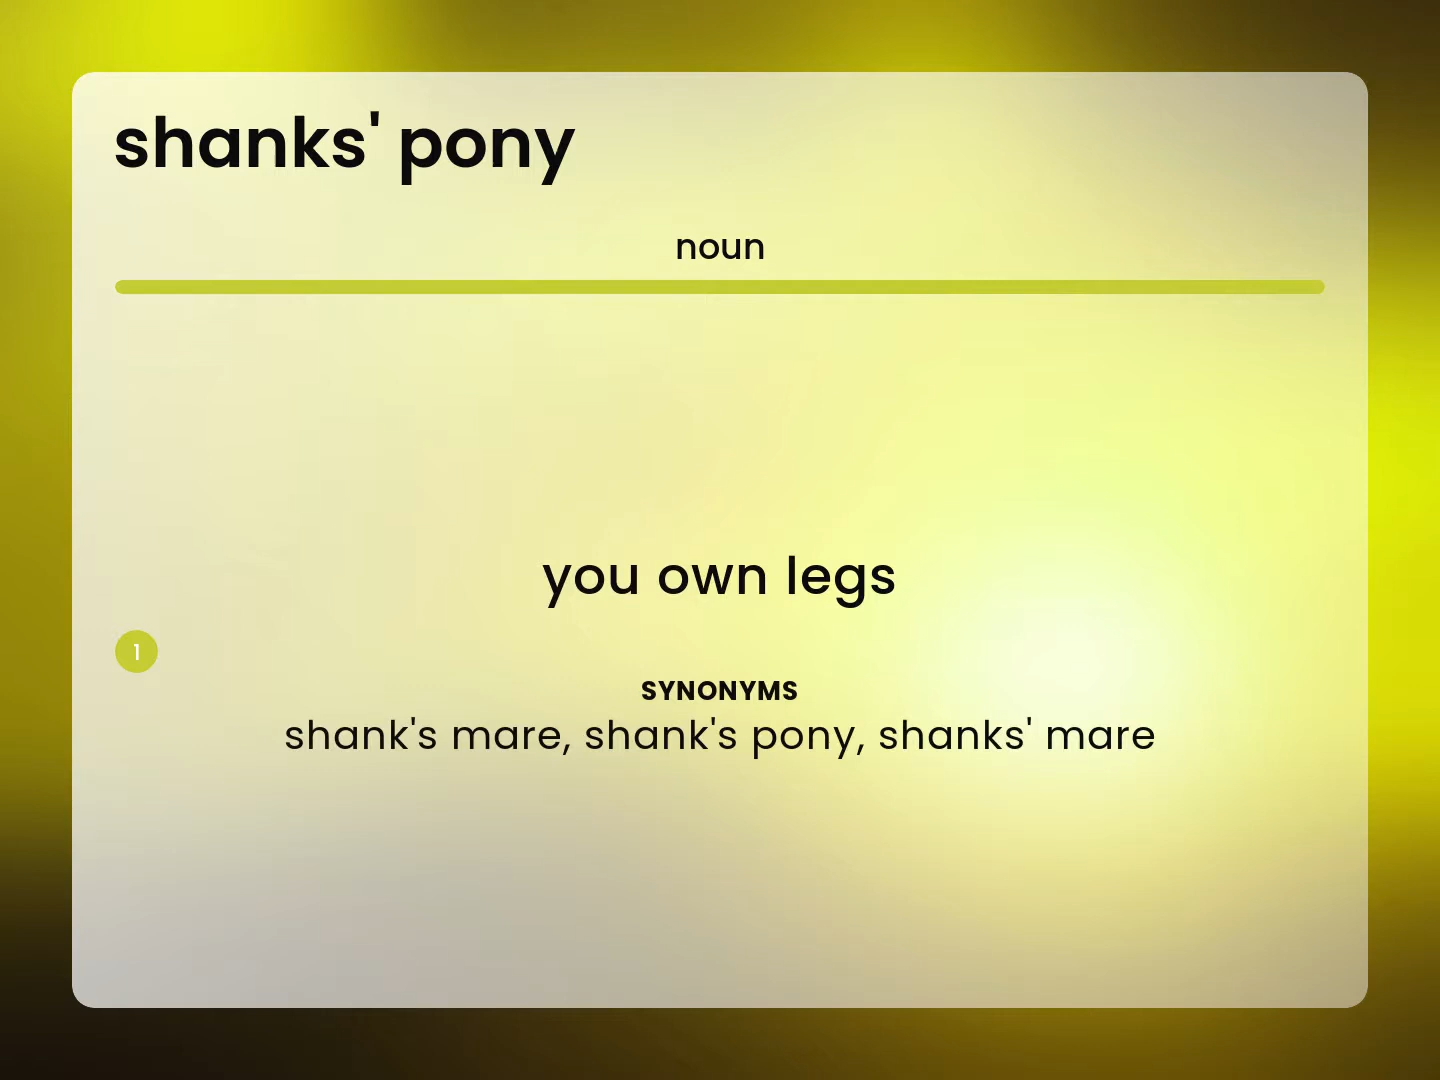 shanks' pony
noun
you own legs
1
SYNONYMS
shank's mare, shank's pony, shanks' mare